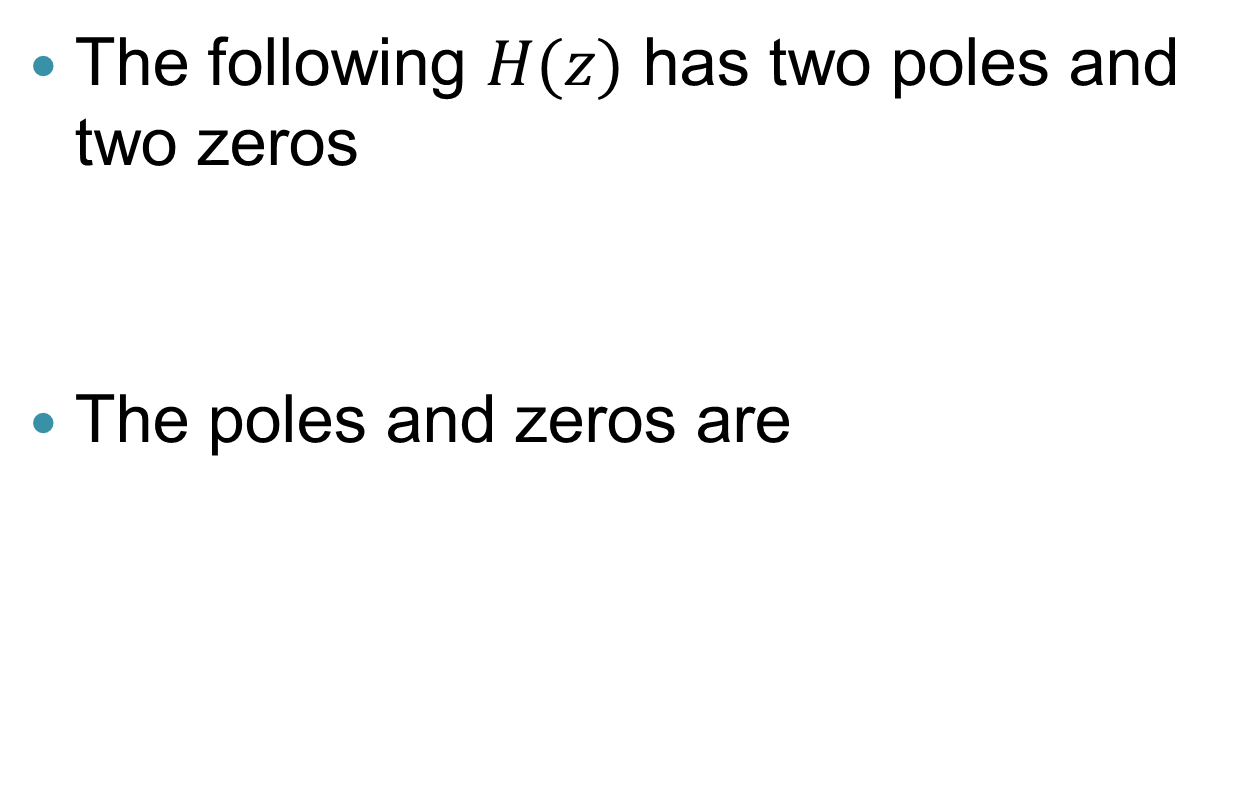 • The following H(z) has two poles and
two zeros
• The poles and zeros are